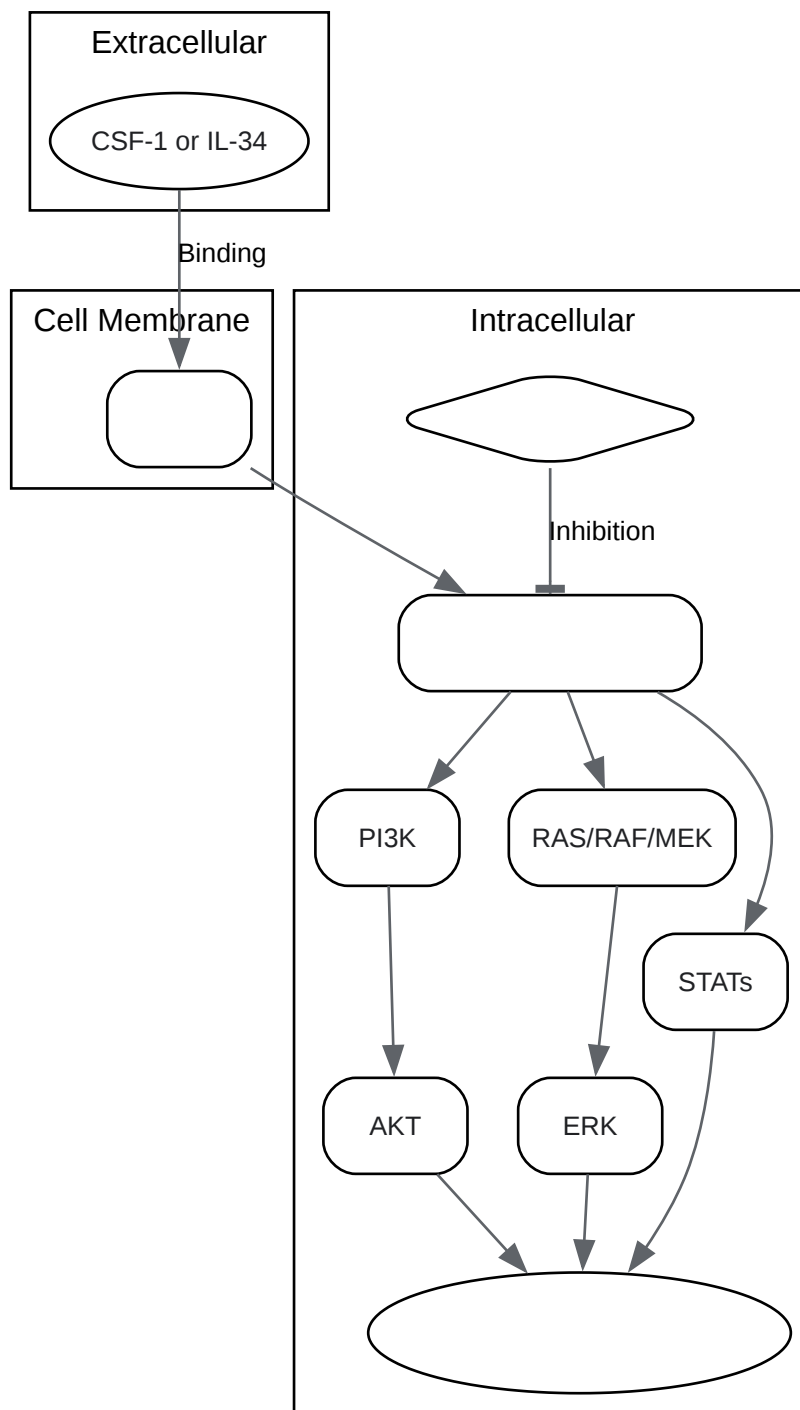 Extracellular
CSF-1 or IL-34
Binding
Cell Membrane
Intracellular
Inhibition
PI3K
RAS/RAF/MEK
STATs
AKT
ERK